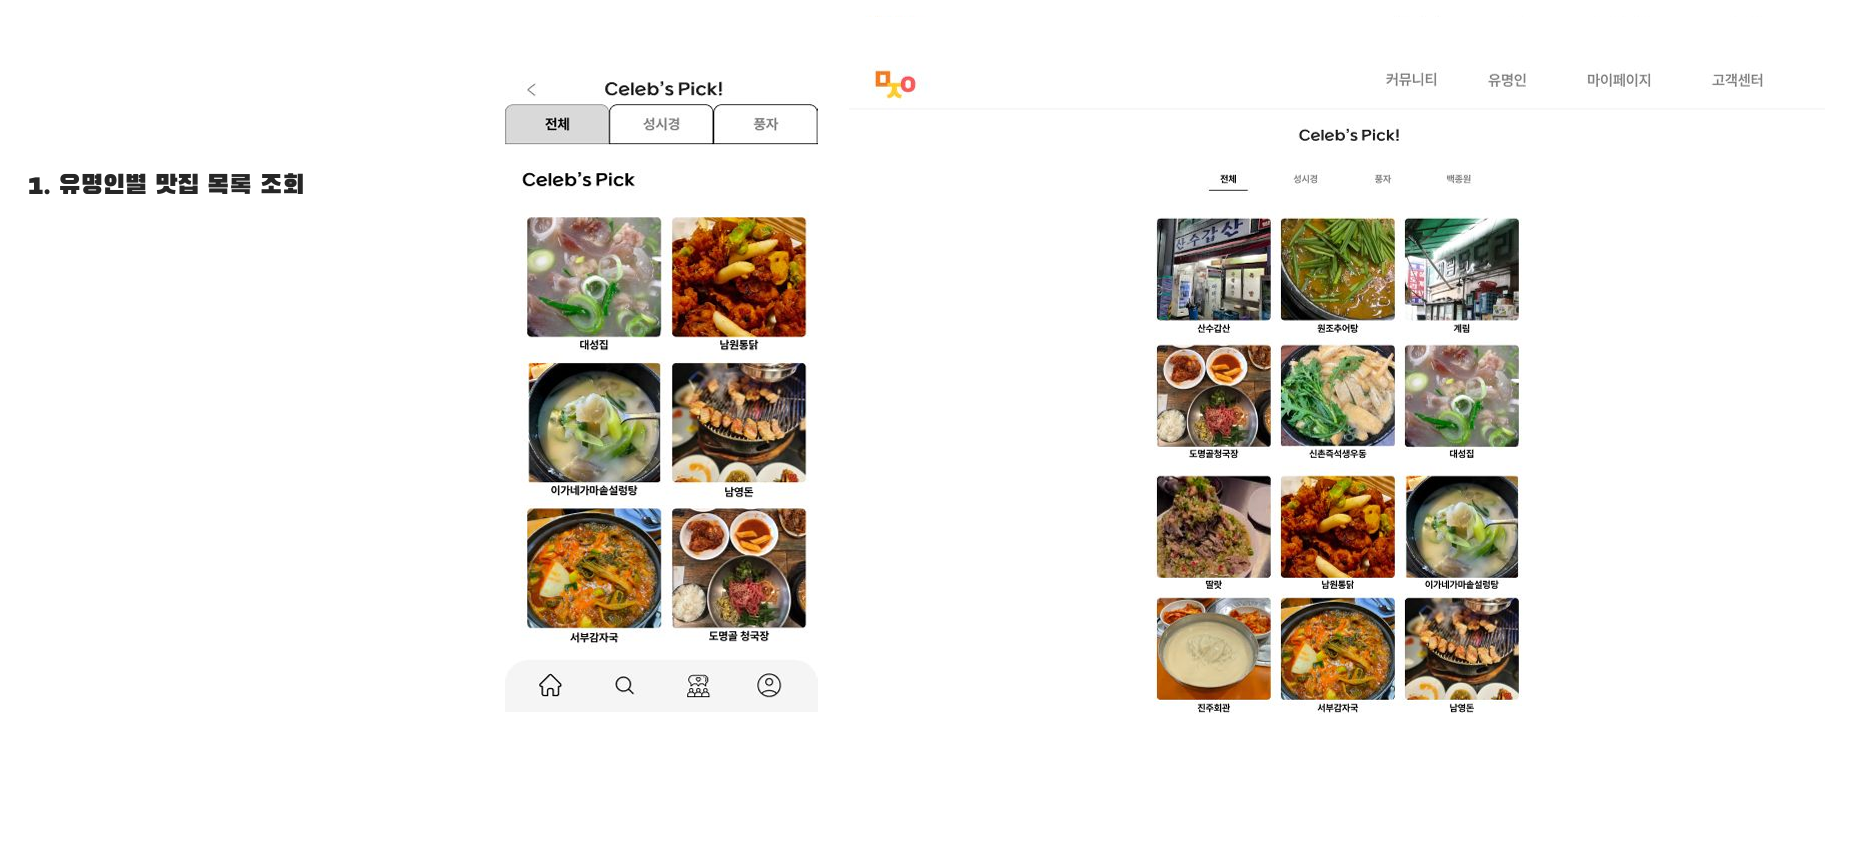 1. 유명인별 맛집 목록 조회
Celeb's Pick!
전체 성시경 풍자
Celeb's Pick
대성집 남원통닭
이가네가마솥설렁탕 남영돈
서부감자국 도명골 청국장
커뮤니티 유명인 마이페이지 고객센터
Celeb's Pick!
전체 성시경 풍자 백종원
산수갑산
산수갑산 원조추어탕 계림
도명골청국장 신촌즉석생우동 대성집
딸랏 남원통닭 이가네가마솥설렁탕
진주회관 서부감자국 남영돈